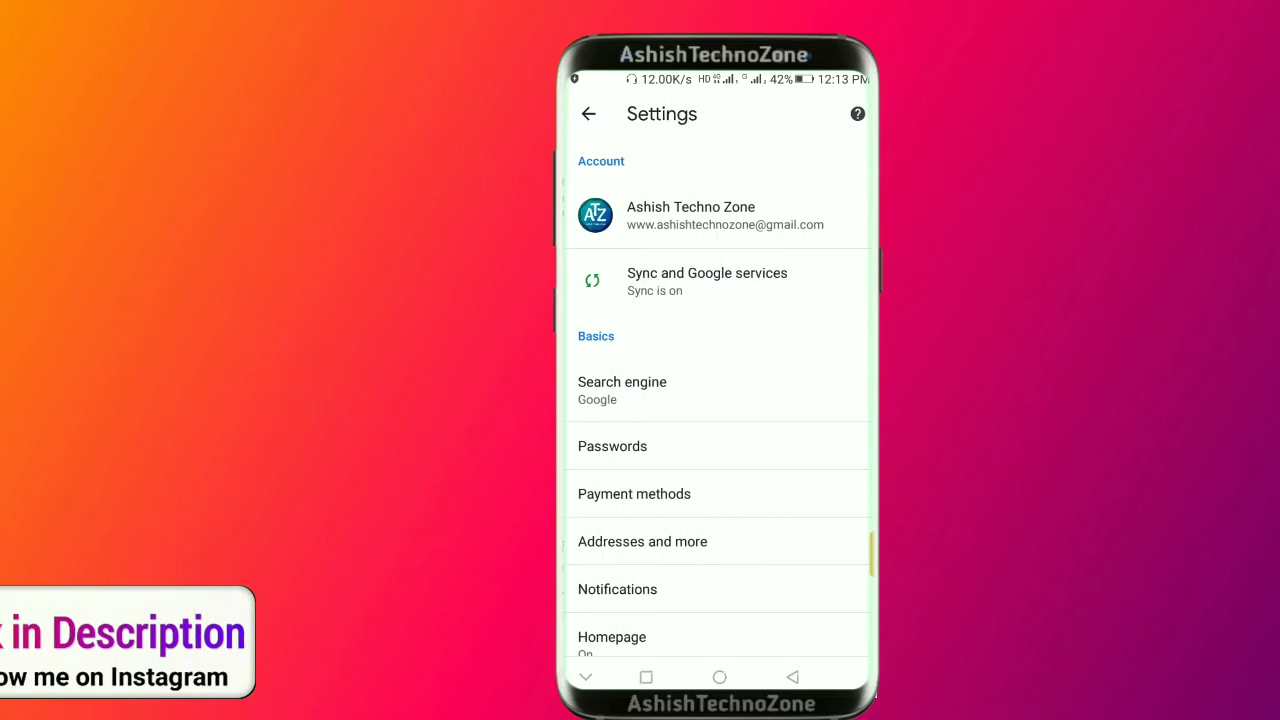 AshishTechnoZone
12.00K/s HD 4G G 42% 12:13 PM
Settings
Account
ATZ
Ashish Techno Zone
www.ashishtechnozone@gmail.com
Sync and Google services
Sync is on
Basics
Search engine
Google
Passwords
Payment methods
Addresses and more
Notifications
Homepage
On
in Description
ow me on Instagram
AshishTechnoZone